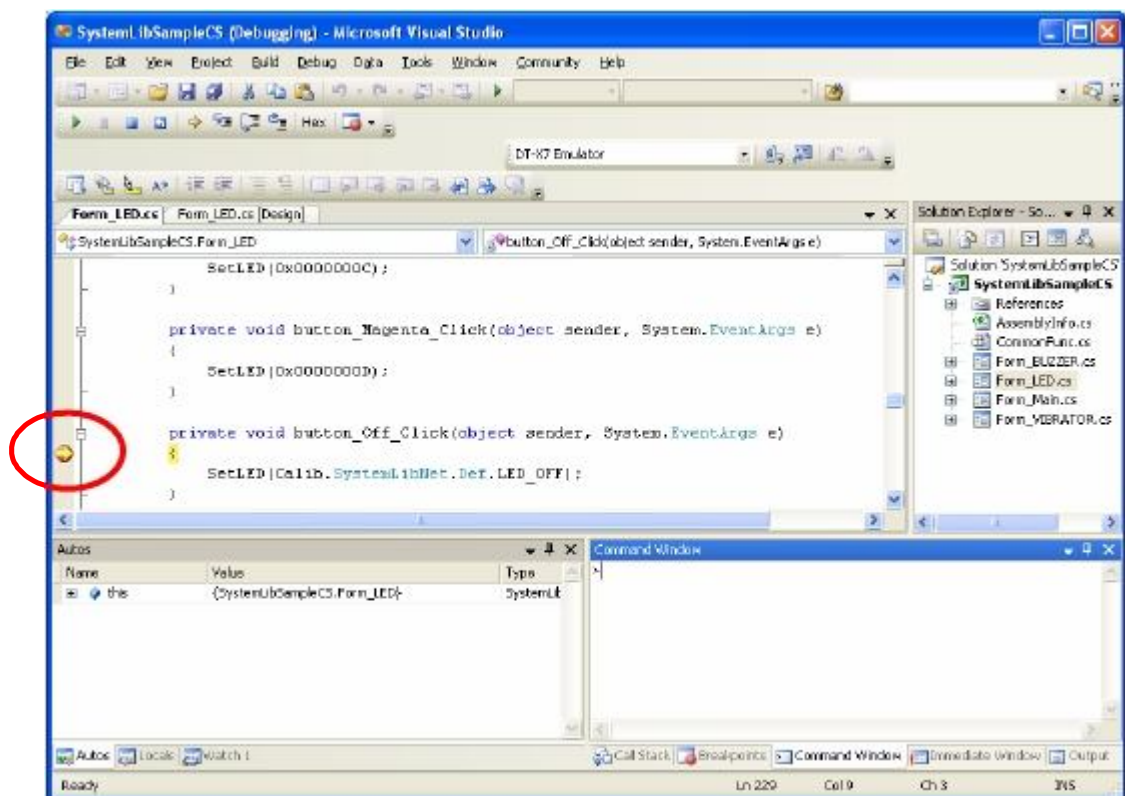 SystemLibSampleCS (Debugging) - Microsoft Visual Studio
File Edit View Project Build Debug Data Tools Window Community Help
Hex
DT-X7 Emulator
Form_LED.cs Form_LED.cs [Design]
Solution Explorer - So...
SystemLibSampleCS.Form_LED
button_Off_Click(object sender, System.EventArgs e)
SetLED(0x0000000C);
}
private void button_Magenta_Click(object sender, System.EventArgs e)
{
SetLED(0x0000000D);
}
private void button_Off_Click(object sender, System.EventArgs e)
{
SetLED(Calib.SystemLibNet.Def.LED_OFF);
}
Solution 'SystemLibSampleCS'
SystemLibSampleCS
References
AssemblyInfo.cs
CommonFunc.cs
Form_BUZZER.cs
Form_LED.cs
Form_Main.cs
Form_VIBRATOR.cs
Autos
Name Value Type
this {SystemLibSampleCS.Form_LED} SystemLib
Command Window
>
Autos Locals Watch 1
Call Stack Breakpoints Command Window Immediate Window Output
Ready Ln 229 Col 9 Ch 3 INS